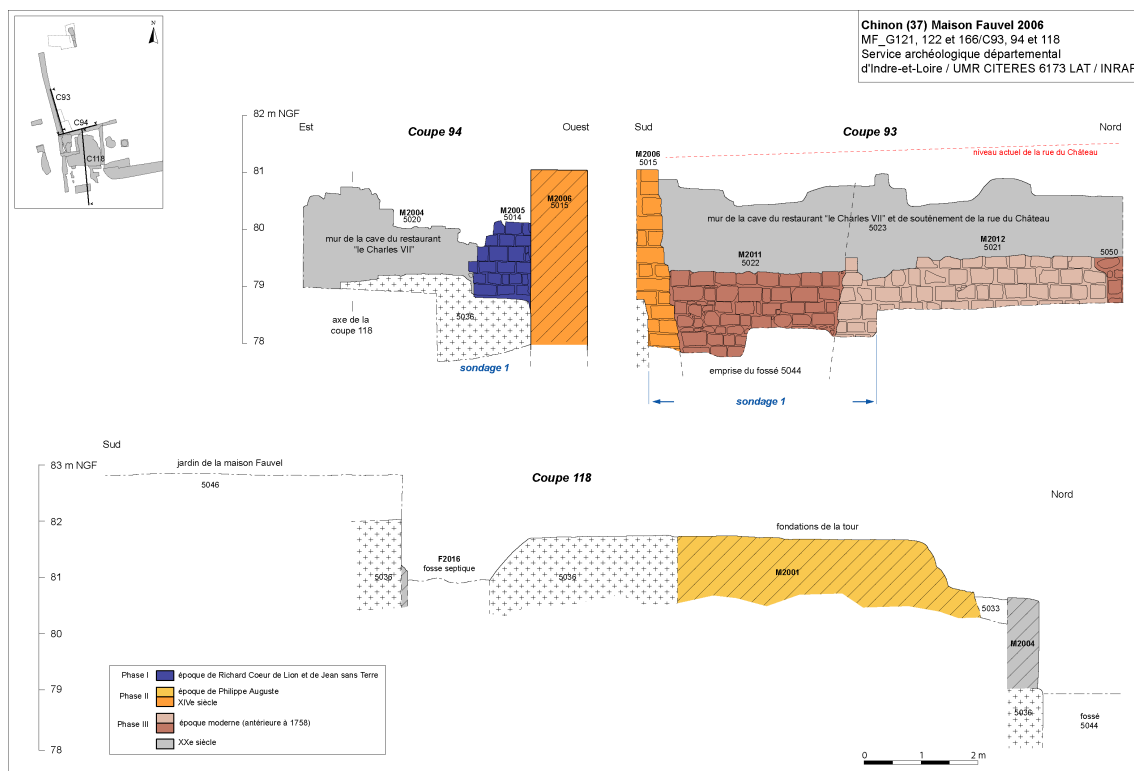 Chinon (37) Maison Fauvel 2006
MF_G121, 122 et 166/C93, 94 et 118
Service archéologique départemental
d'Indre-et-Loire / UMR CITERES 6173 LAT / INRAP
N
C93
C94
C118
82 m NGF
81
80
79
78
Est
Coupe 94
Ouest
M2006
5015
M2005
5014
M2004
5020
mur de la cave du restaurant
"le Charles VII"
axe de la
coupe 118
5036
sondage 1
Sud
Coupe 93
Nord
niveau actuel de la rue du Château
M2006
5015
mur de la cave du restaurant "le Charles VII" et de souténement de la rue du Château
5023
M2011
5022
M2012
5021
5050
emprise du fossé 5044
sondage 1
Sud
83 m NGF
82
81
80
79
78
jardin de la maison Fauvel
5046
Coupe 118
Nord
fondations de la tour
F2016
fosse septique
5036
5036
M2001
5033
M2004
5036
fossé
5044
Phase I
époque de Richard Coeur de Lion et de Jean sans Terre
Phase II
époque de Philippe Auguste
XIVe siècle
Phase III
époque moderne (antérieure à 1758)
XXe siècle
0 1 2 m